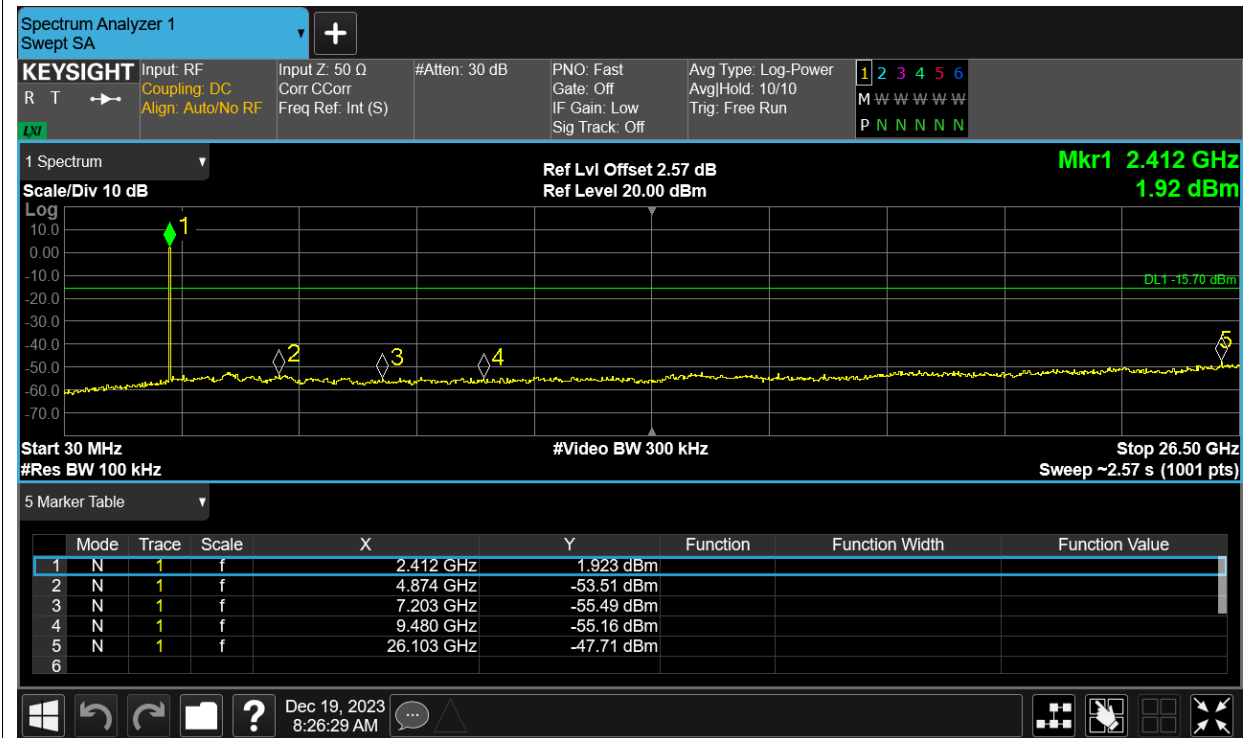 Spectrum Analyzer 1
Swept SA
+
KEYSIGHT
R T
LXI
Input: RF
Coupling: DC
Align: Auto/No RF
Input Z: 50 Ω
Corr CCorr
Freq Ref: Int (S)
#Atten: 30 dB
PNO: Fast
Gate: Off
IF Gain: Low
Sig Track: Off
Avg Type: Log-Power
Avg|Hold: 10/10
Trig: Free Run
1 2 3 4 5 6
M W W W W W
P N N N N N
1 Spectrum
Scale/Div 10 dB
Ref Lvl Offset 2.57 dB
Ref Level 20.00 dBm
Mkr1 2.412 GHz
1.92 dBm
Log
10.0
0.00
-10.0
-20.0
-30.0
-40.0
-50.0
-60.0
-70.0
1
2
3
4
5
DL1 -15.70 dBm
Start 30 MHz
#Video BW 300 kHz
Stop 26.50 GHz
#Res BW 100 kHz
Sweep ~2.57 s (1001 pts)
5 Marker Table
Mode Trace Scale X Y Function Function Width Function Value
1 N 1 f 2.412 GHz 1.923 dBm
2 N 1 f 4.874 GHz -53.51 dBm
3 N 1 f 7.203 GHz -55.49 dBm
4 N 1 f 9.480 GHz -55.16 dBm
5 N 1 f 26.103 GHz -47.71 dBm
6
?
Dec 19, 2023
8:26:29 AM